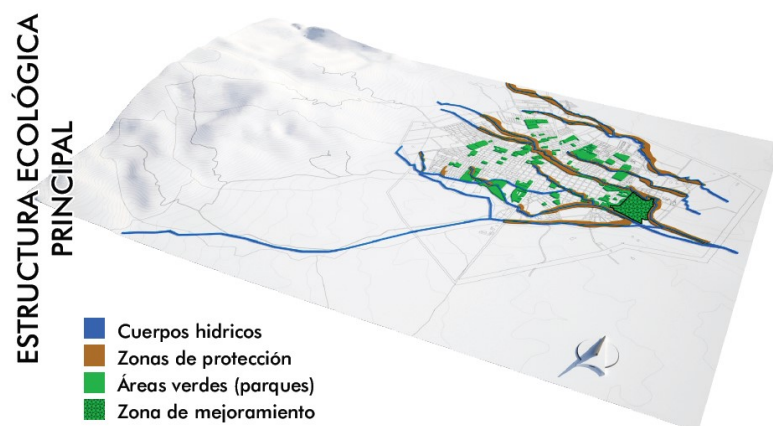 ESTRUCTURA ECOLÓGICA
PRINCIPAL
Cuerpos hidricos
Zonas de protección
Áreas verdes (parques)
Zona de mejoramiento